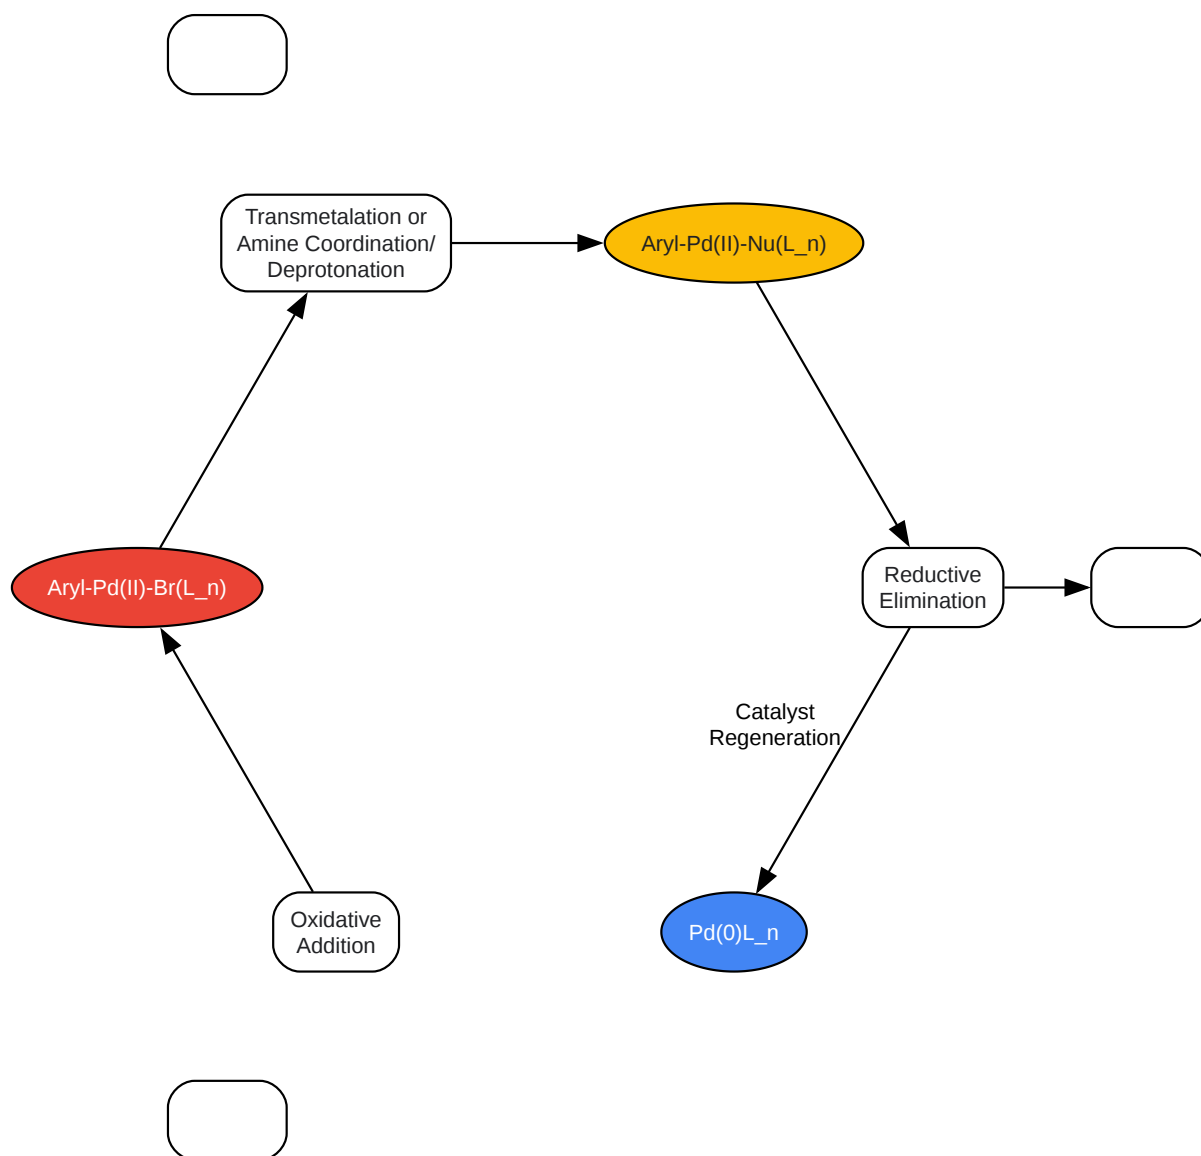 Transmetalation or
Amine Coordination/
Deprotonation
Aryl-Pd(II)-Nu(L_n)
Aryl-Pd(II)-Br(L_n)
Reductive
Elimination
Catalyst
Regeneration
Oxidative
Addition
Pd(0)L_n